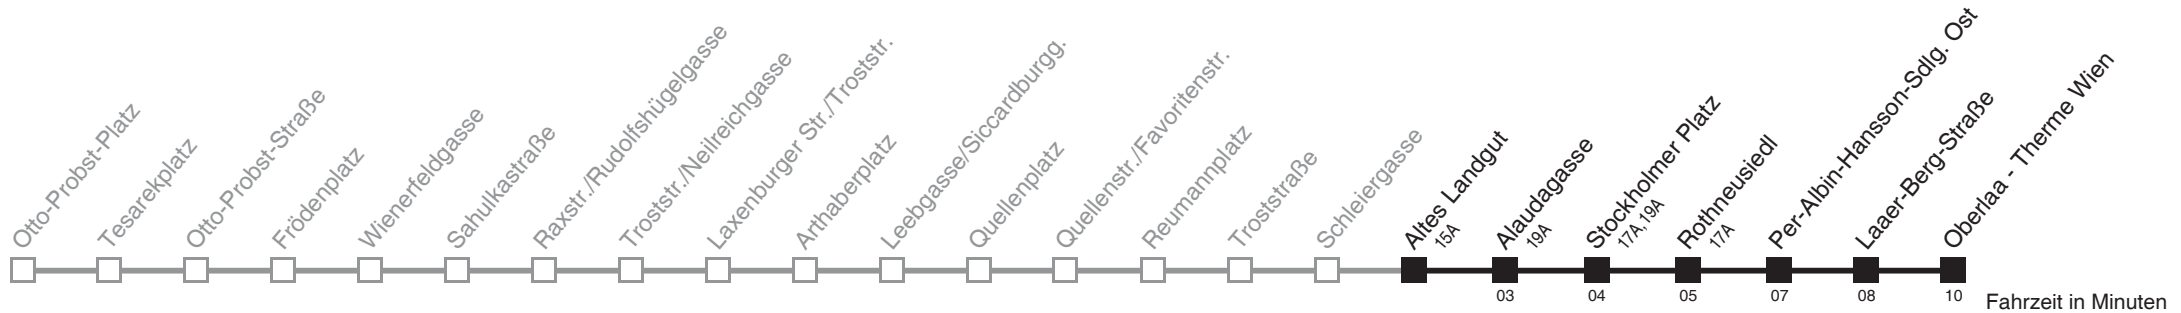 Otto-Probst-Platz
Tesarekplatz
Otto-Probst-Straße
Frödenplatz
Wienerfeldgasse
Sahulkastraße
Raxstr./Rudolfshügelgasse
Troststr./Neilreichgasse
Laxenburger Str./Troststr.
Arthaberplatz
Leebgasse/Siccardburgg.
Quellenplatz
Quellenstr./Favoritenstr.
Reumannplatz
Troststraße
Schleiergasse
Altes Landgut
15A
Alaudagasse
19A
Stockholmer Platz
17A, 19A
Rothneusiedl
17A
Per-Albin-Hansson-Sdlg. Ost
Laaer-Berg-Straße
Oberlaa - Therme Wien
03 04 05 07 08 10
Fahrzeit in Minuten